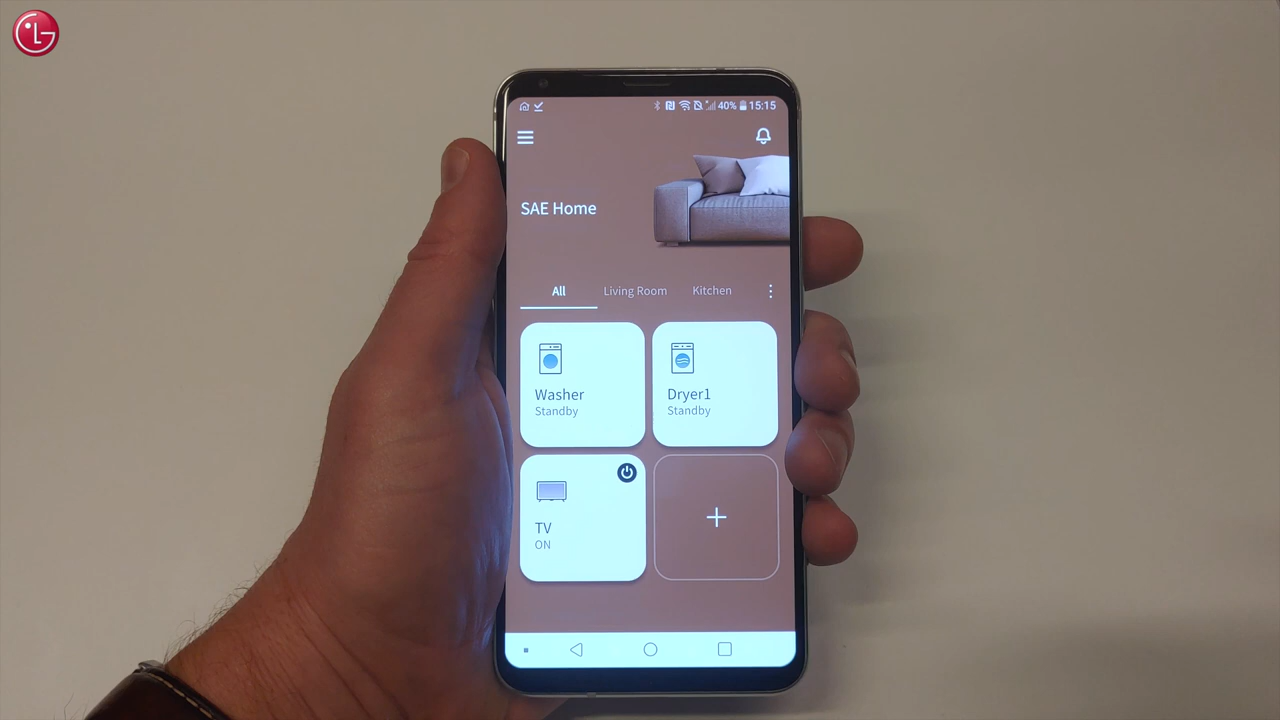 LG
40% 15:15
SAE Home
All Living Room Kitchen
Washer
Standby
Dryer1
Standby
TV
ON